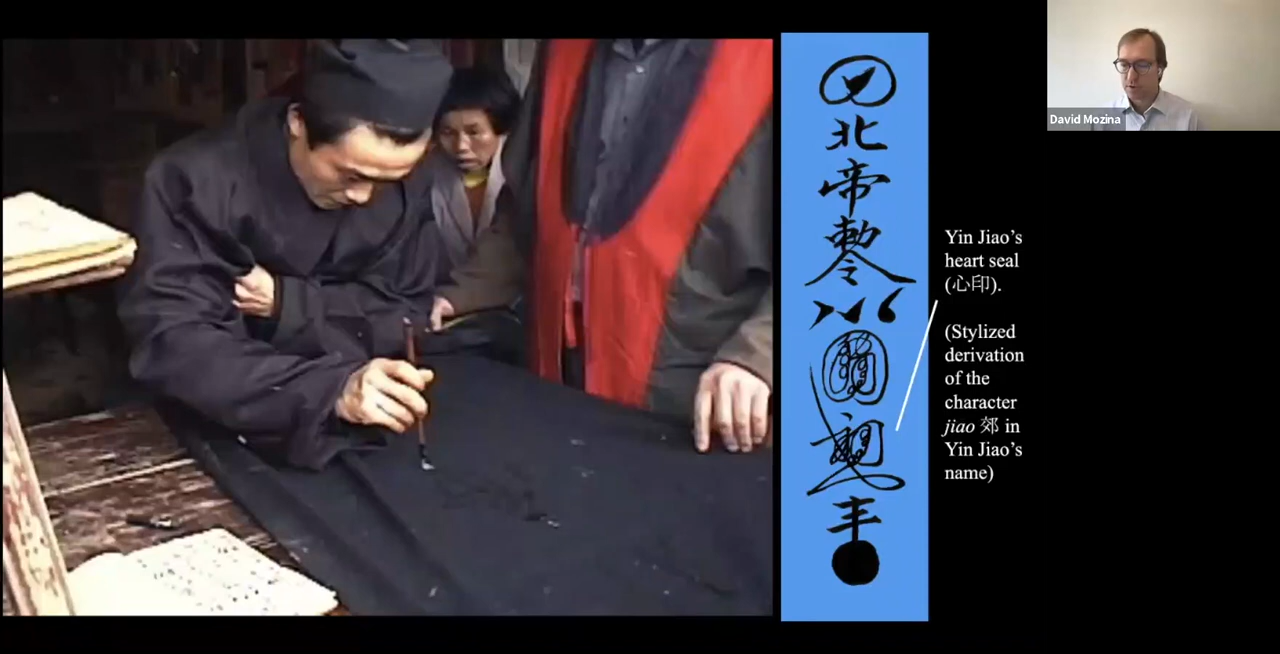 北
帝
令
Yin Jiao's
heart seal
(心印).
(Stylized
derivation
of the
character
jiao 郊 in
Yin Jiao's
name)
David Mozina